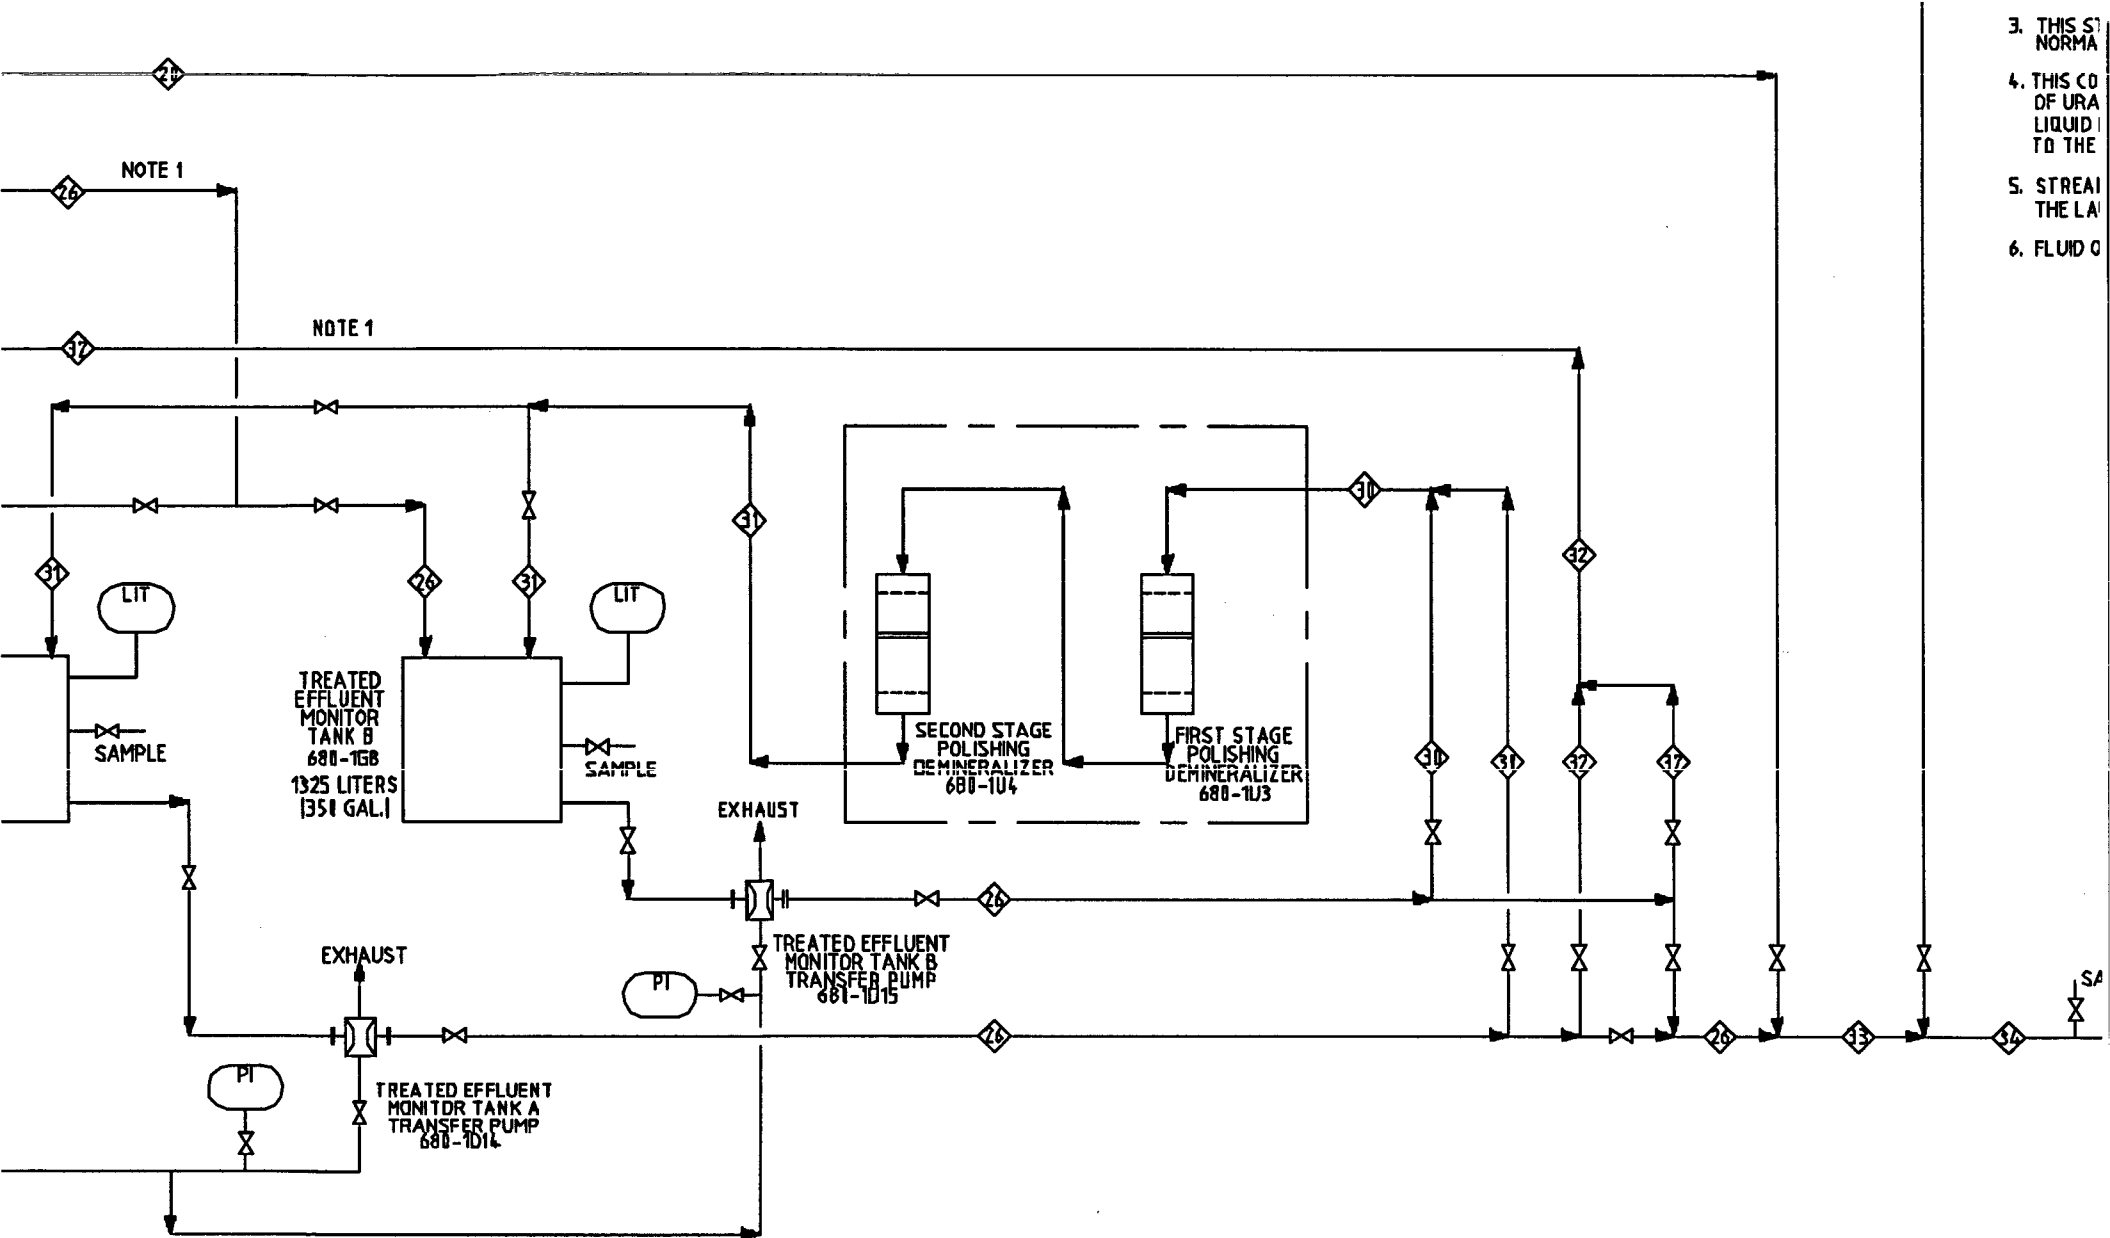 3. THIS
NORMA
4. THIS CO
OF URA
LIQUID
TO THE
5. STREA
THE LA
6. FLUID
NOTE 1
26
NOTE 1
32
31
26
31
31
30
32
LIT
LIT
TREATED
EFFLUENT
MONITOR
TANK B
680-1G8
1325 LITERS
(350 GAL.)
SAMPLE
SAMPLE
SECOND STAGE
POLISHING
DEMINERALIZER
680-1U4
FIRST STAGE
POLISHING
DEMINERALIZER
680-1U3
30
32
32
EXHAUST
26
TREATED EFFLUENT
MONITOR TANK B
TRANSFER PUMP
680-1D15
PI
EXHAUST
26
26
33
34
SA
PI
TREATED EFFLUENT
MONITOR TANK A
TRANSFER PUMP
680-1D14